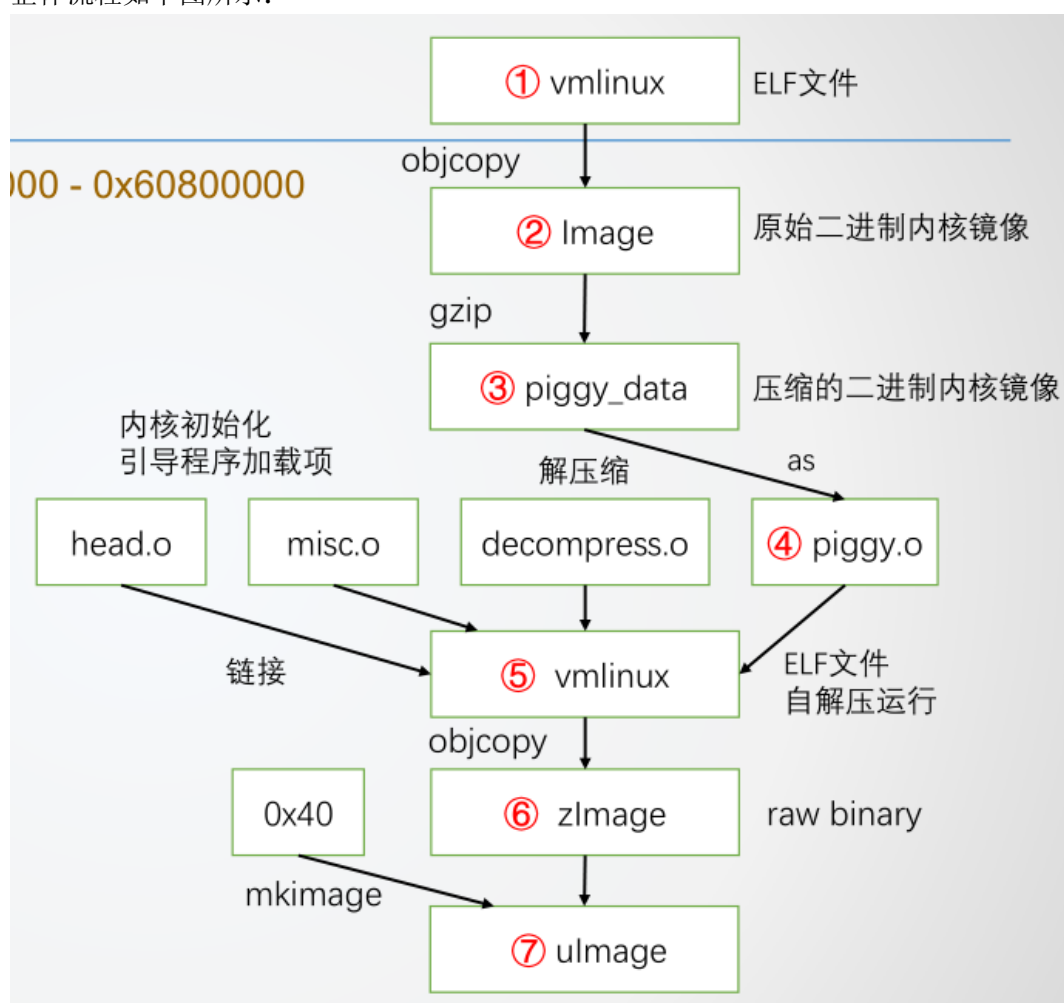 ① vmlinux
ELF文件
objcopy
000 - 0x60800000
② Image
原始二进制内核镜像
gzip
③ piggy_data
压缩的二进制内核镜像
内核初始化
引导程序加载项
解压缩
as
head.o
misc.o
decompress.o
④ piggy.o
链接
⑤ vmlinux
ELF文件
自解压运行
objcopy
0x40
⑥ zImage
raw binary
mkimage
⑦ uImage